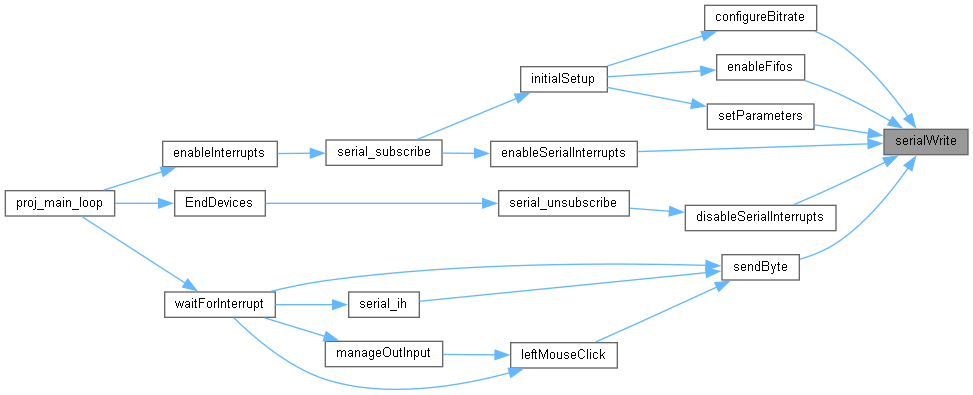 configureBitrate
enableFifos
initialSetup
setParameters
serialWrite
enableInterrupts
serial_subscribe
enableSerialInterrupts
proj_main_loop
EndDevices
serial_unsubscribe
disableSerialInterrupts
sendByte
waitForInterrupt
serial_ih
manageOutInput
leftMouseClick